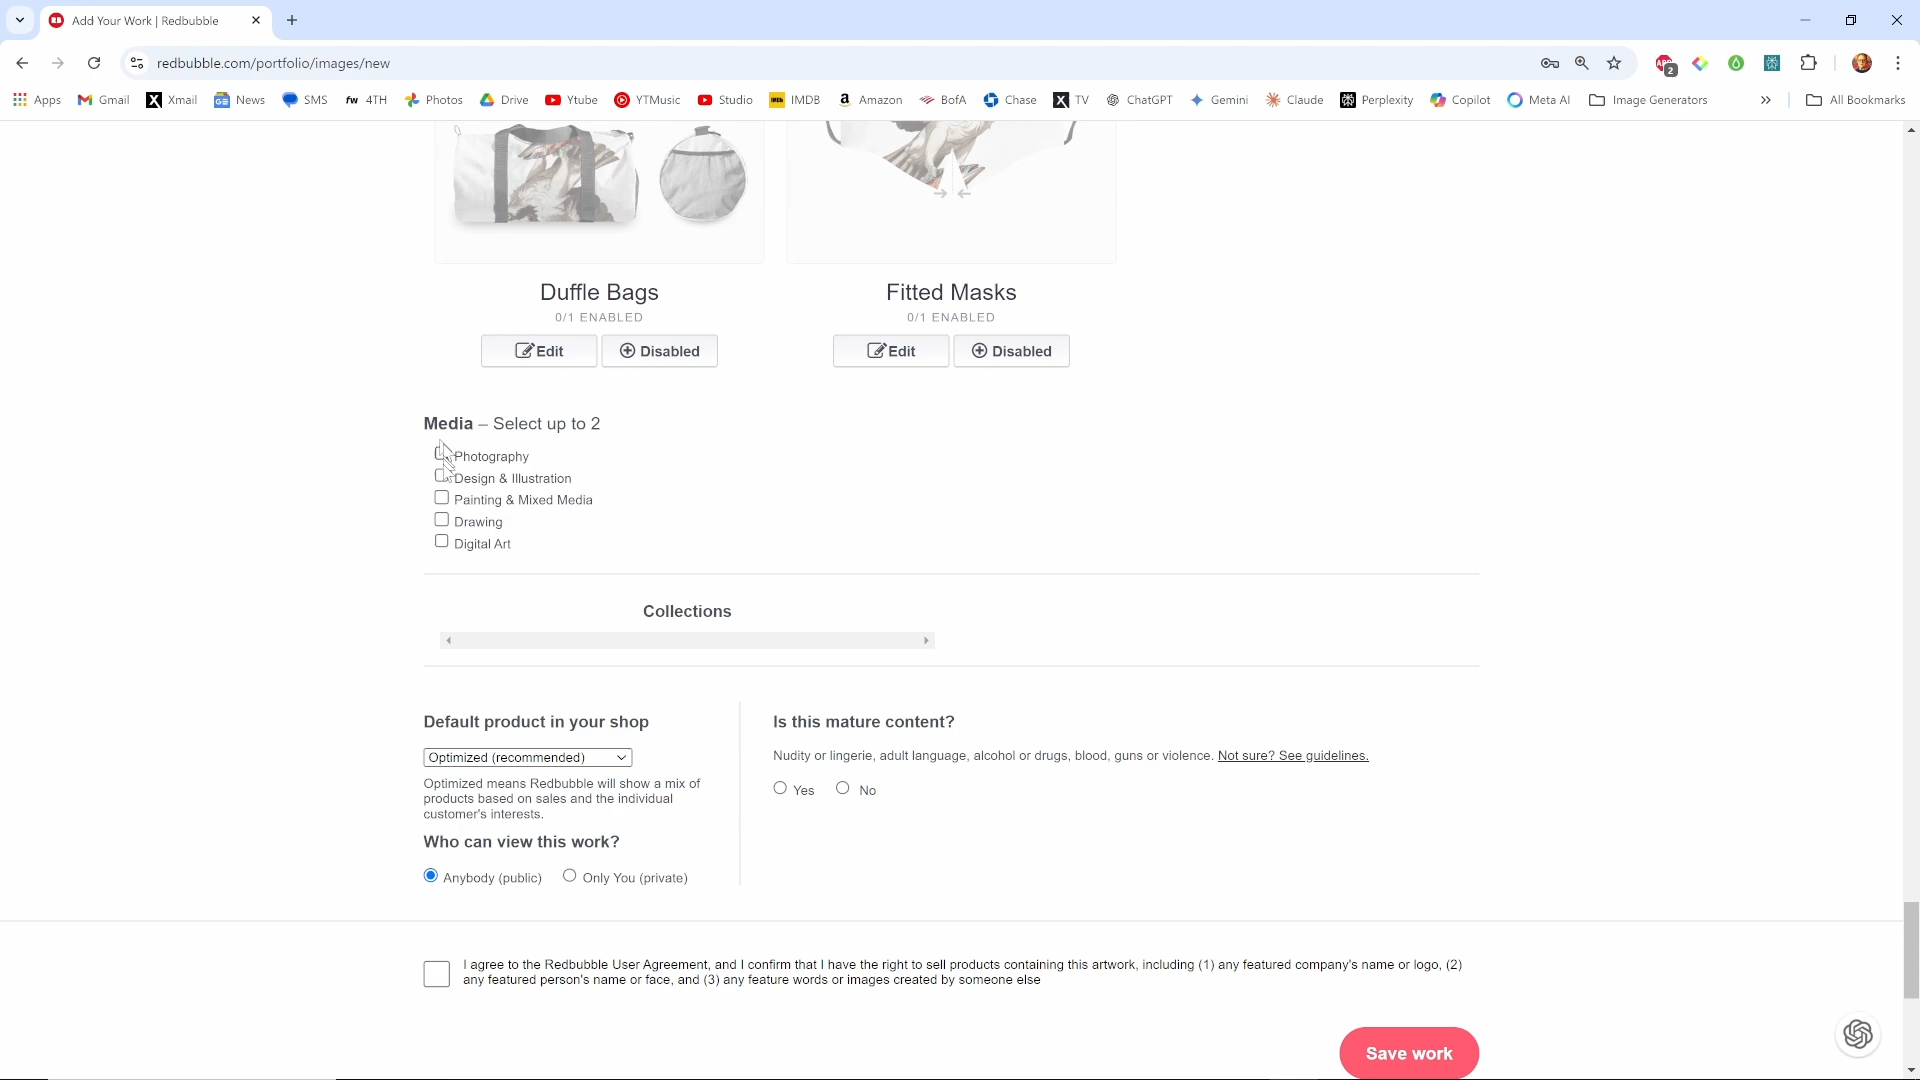 Add Your Work | Redbubble
redbubble.com/portfolio/images/new
2
Apps Gmail Xmail News SMS fw 4TH Photos Drive Ytube YTMusic Studio IMDB Amazon BofA Chase TV ChatGPT Gemini Claude Perplexity Copilot Meta AI Image Generators » All Bookmarks
Duffle Bags
0/1 ENABLED
Edit Disabled
Fitted Masks
0/1 ENABLED
Edit Disabled
Media – Select up to 2
Photography
Design & Illustration
Painting & Mixed Media
Drawing
Digital Art
Collections
Default product in your shop
Optimized (recommended)
Optimized means Redbubble will show a mix of
products based on sales and the individual
customer's interests.
Who can view this work?
Anybody (public) Only You (private)
Is this mature content?
Nudity or lingerie, adult language, alcohol or drugs, blood, guns or violence. Not sure? See guidelines.
Yes No
I agree to the Redbubble User Agreement, and I confirm that I have the right to sell products containing this artwork, including (1) any featured company's name or logo, (2)
any featured person's name or face, and (3) any feature words or images created by someone else
Save work